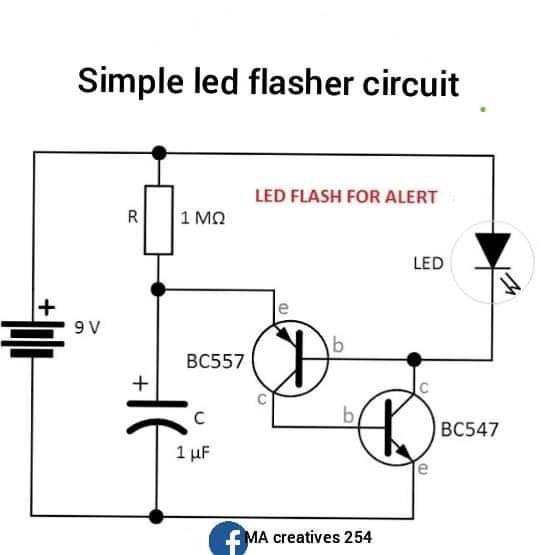 Simple led flasher circuit
LED FLASH FOR ALERT
R
1 MΩ
LED
+
9 V
e
b
BC557
c
+
C
1 µF
c
b
BC547
e
f MA creatives 254